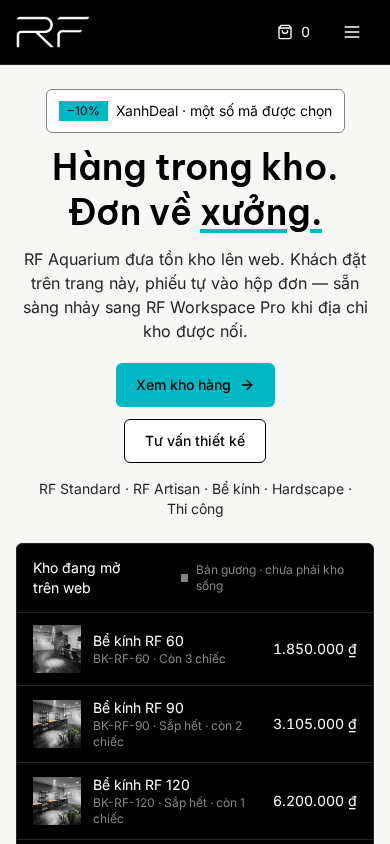 RF
0
−10% XanhDeal · một số mã được chọn
Hàng trong kho.
Đơn về xưởng.
RF Aquarium đưa tồn kho lên web. Khách đặt
trên trang này, phiếu tự vào hộp đơn — sẵn
sàng nhảy sang RF Workspace Pro khi địa chỉ
kho được nối.
Xem kho hàng →
Tư vấn thiết kế
RF Standard · RF Artisan · Bể kính · Hardscape ·
Thi công
Kho đang mở
trên web
Bản gương · chưa phải kho
sống
Bể kính RF 60
BK-RF-60 · Còn 3 chiếc
1.850.000 ₫
Bể kính RF 90
BK-RF-90 · Sắp hết · còn 2
chiếc
3.105.000 ₫
Bể kính RF 120
BK-RF-120 · Sắp hết · còn 1
chiếc
6.200.000 ₫